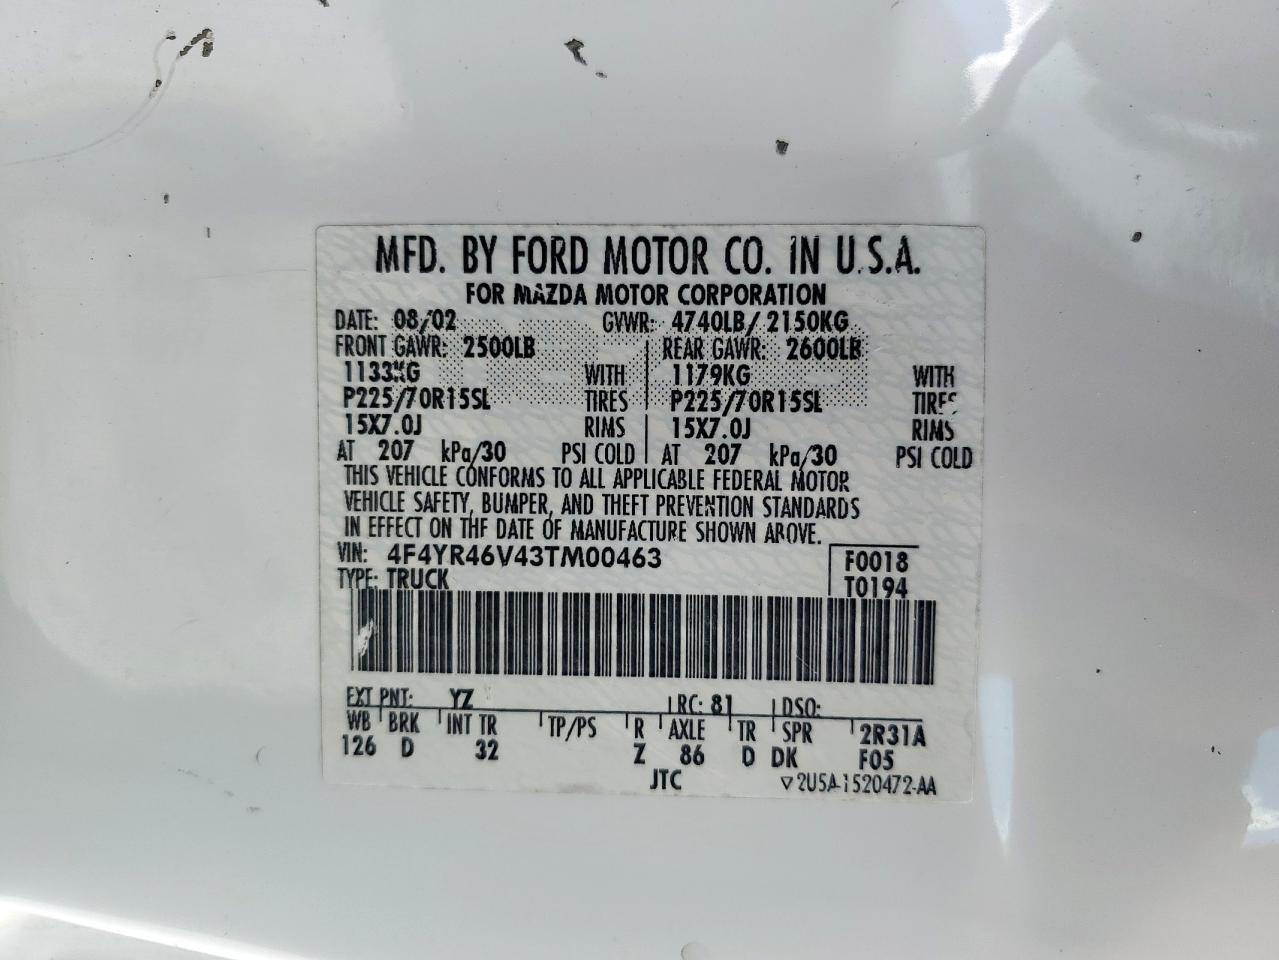 MFD. BY FORD MOTOR CO. IN U.S.A.
FOR MAZDA MOTOR CORPORATION
DATE: 08/02 GVWR: 4740LB/ 2150KG
FRONT GAWR: 2500LB REAR GAWR: 2600LB
1133KG WITH 1179KG WITH
P225/70R15SL TIRES P225/70R15SL TIRES
15X7.0J RIMS 15X7.0J RIMS
AT 207 kPa/30 PSI COLD AT 207 kPa/30 PSI COLD
THIS VEHICLE CONFORMS TO ALL APPLICABLE FEDERAL MOTOR
VEHICLE SAFETY, BUMPER, AND THEFT PREVENTION STANDARDS
IN EFFECT ON THE DATE OF MANUFACTURE SHOWN ABOVE.
VIN: 4F4YR46V43TM00463 F0018
TYPE: TRUCK T0194
EXT PNT: YZ RC: 81 DSO:
WB BRK INT TR TP/PS R AXLE TR SPR 2R31A
126 D 32 Z 86 D DK F05
JTC ▽2U5A-1520472-AA